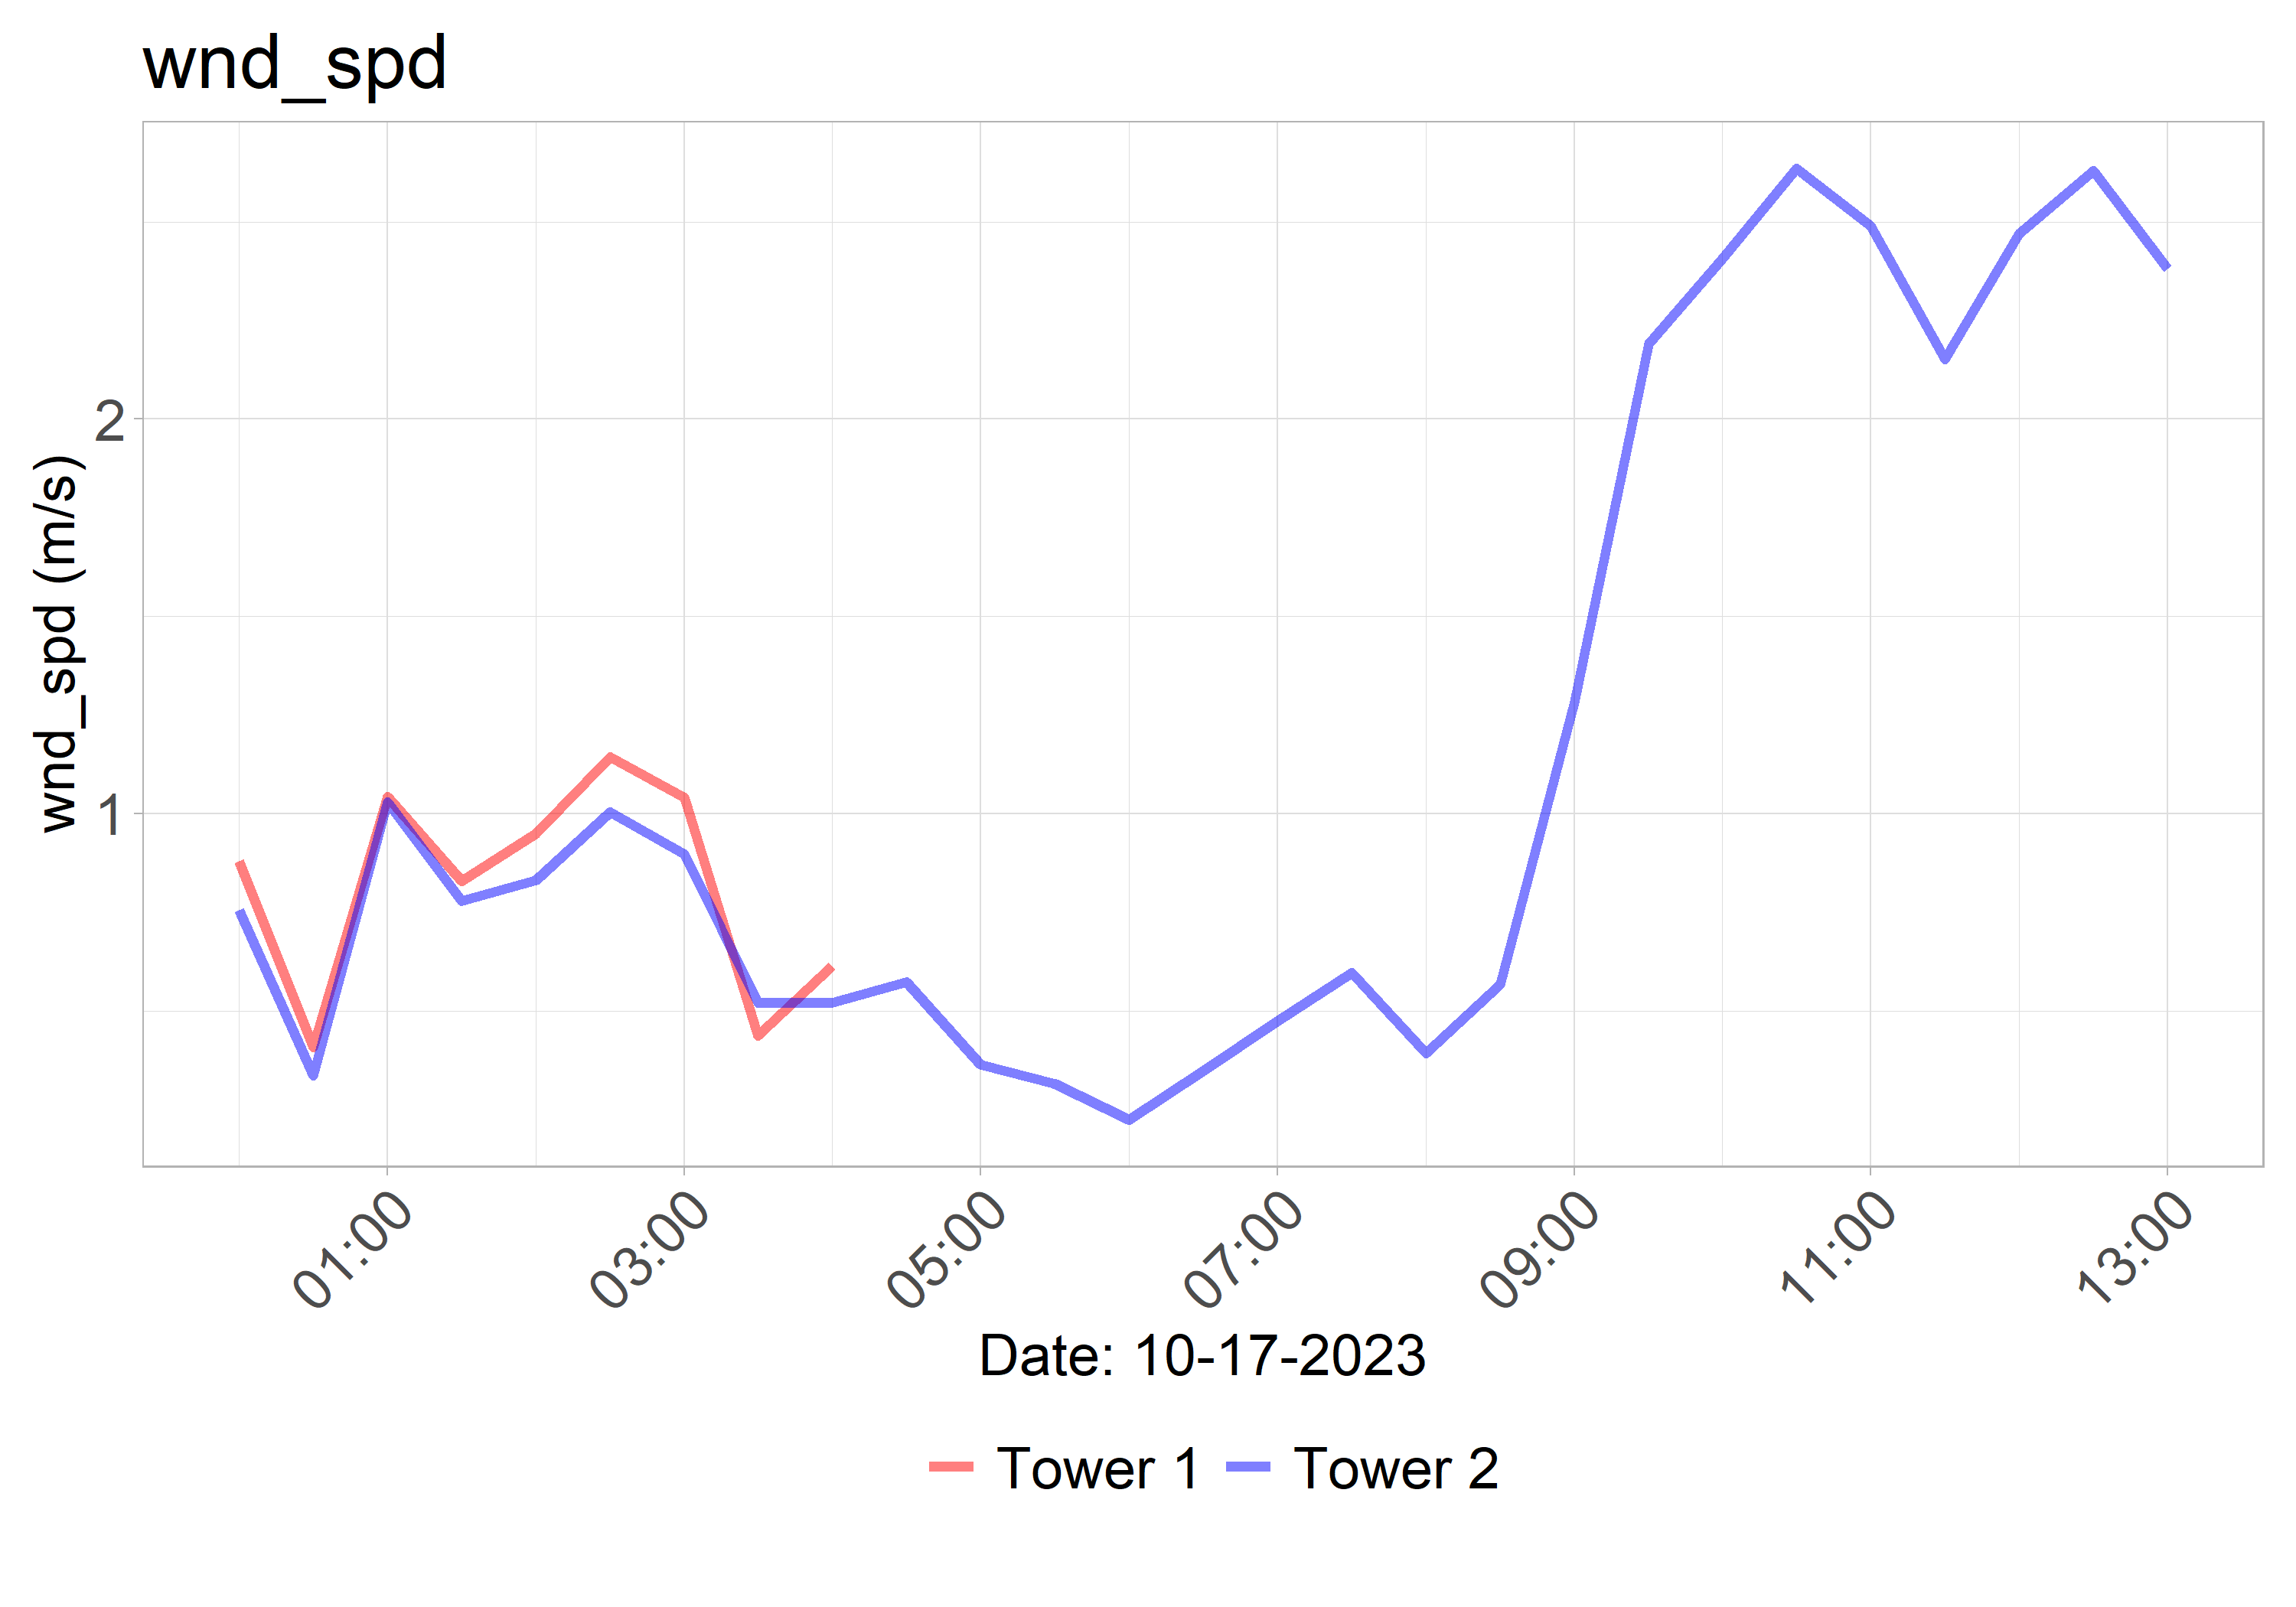 wnd_spd
wnd_spd (m/s)
2
1
01:00
03:00
05:00
07:00
09:00
11:00
13:00
Date: 10-17-2023
Tower 1
Tower 2